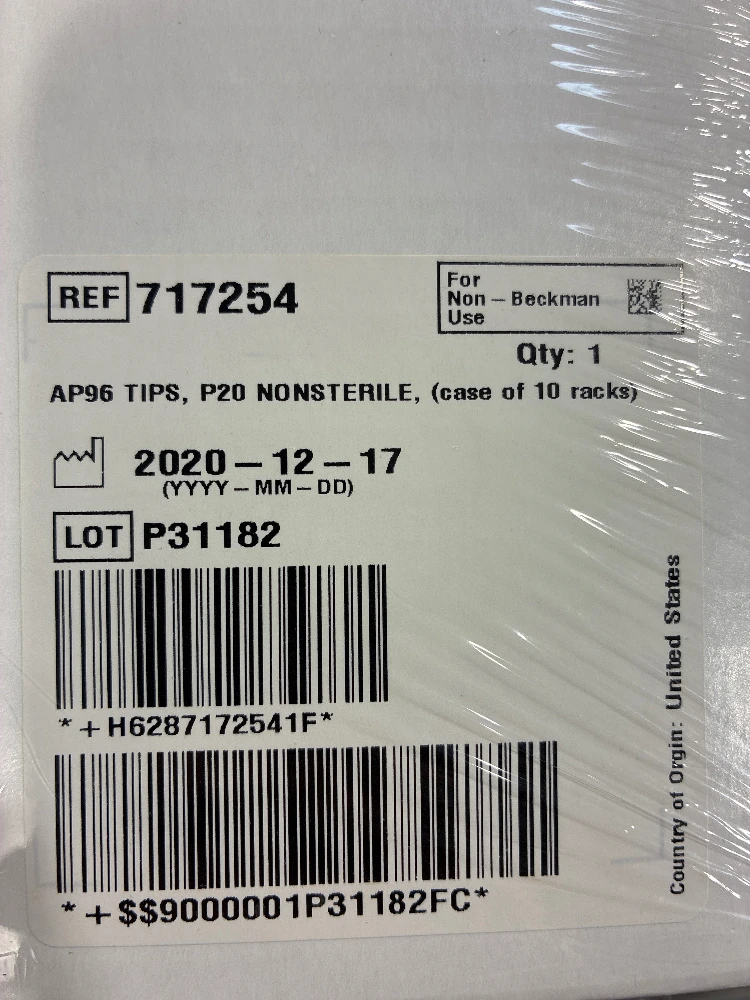 REF 717254
For
Non – Beckman
Use
Qty: 1
AP96 TIPS, P20 NONSTERILE, (case of 10 racks)
2020 – 12 – 17
(YYYY – MM – DD)
LOT P31182
*+H6287172541F*
*+$$9000001P31182FC*
Country of Orgin: United States